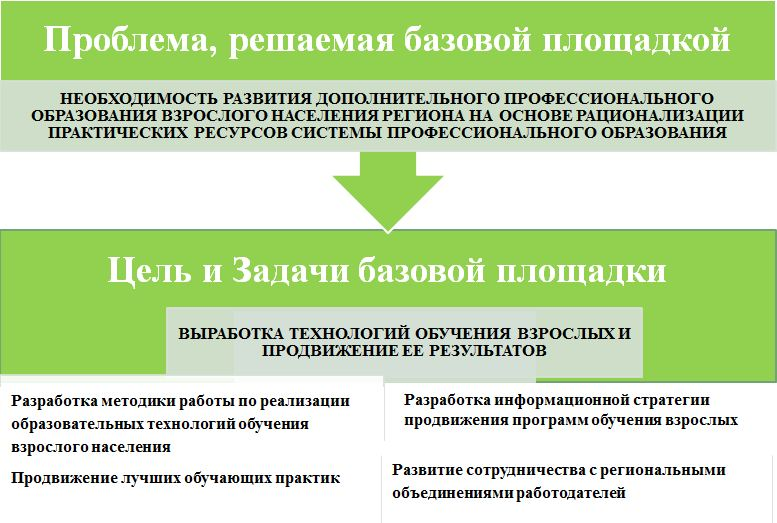 Проблема, решаемая базовой площадкой
НЕОБХОДИМОСТЬ РАЗВИТИЯ ДОПОЛНИТЕЛЬНОГО ПРОФЕССИОНАЛЬНОГО
ОБРАЗОВАНИЯ ВЗРОСЛОГО НАСЕЛЕНИЯ РЕГИОНА НА ОСНОВЕ РАЦИОНАЛИЗАЦИИ
ПРАКТИЧЕСКИХ РЕСУРСОВ СИСТЕМЫ ПРОФЕССИОНАЛЬНОГО ОБРАЗОВАНИЯ
Цель и Задачи базовой площадки
ВЫРАБОТКА ТЕХНОЛОГИЙ ОБУЧЕНИЯ ВЗРОСЛЫХ И
ПРОДВИЖЕНИЕ ЕЕ РЕЗУЛЬТАТОВ
Разработка методики работы по реализации
образовательных технологий обучения
взрослого населения
Разработка информационной стратегии
продвижения программ обучения взрослых
Продвижение лучших обучающих практик
Развитие сотрудничества с региональными
объединениями работодателей